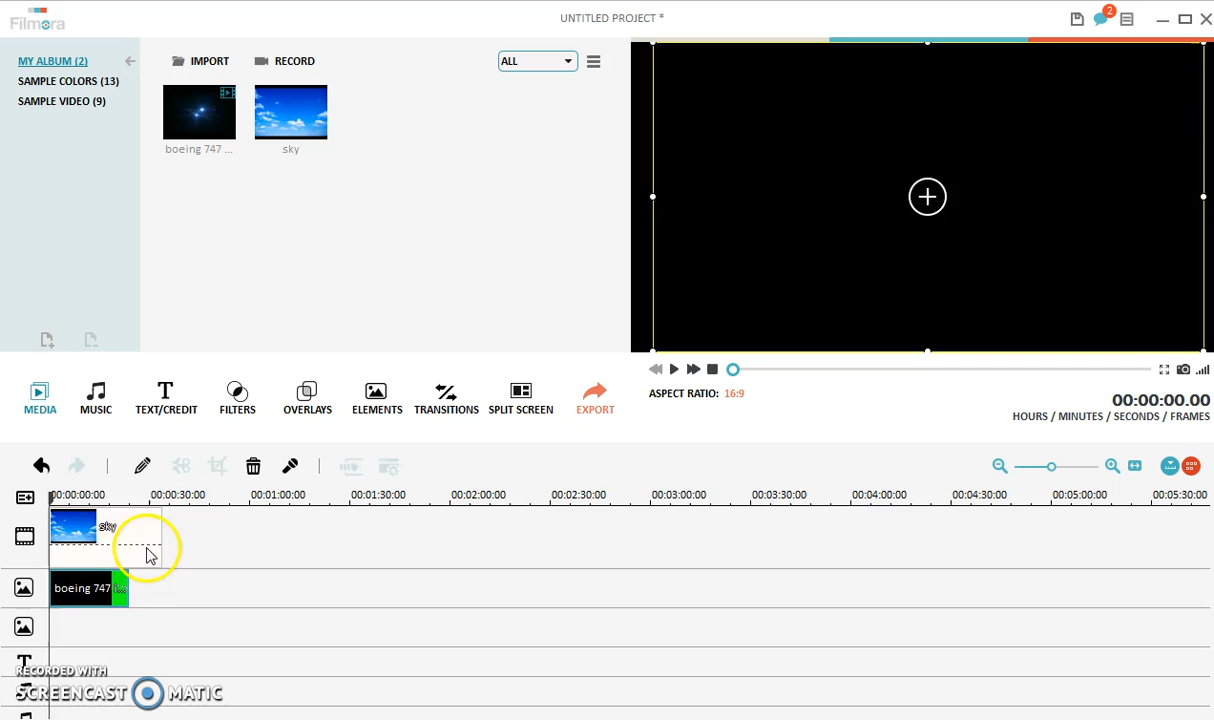 Filmora
UNTITLED PROJECT *
2
MY ALBUM (2)
SAMPLE COLORS (13)
SAMPLE VIDEO (9)
IMPORT
RECORD
ALL
boeing 747 ...
sky
MEDIA
MUSIC
TEXT/CREDIT
FILTERS
OVERLAYS
ELEMENTS
TRANSITIONS
SPLIT SCREEN
EXPORT
ASPECT RATIO: 16:9
00:00:00.00
HOURS / MINUTES / SECONDS / FRAMES
00:00:00:00 00:00:30:00 00:01:00:00 00:01:30:00 00:02:00:00 00:02:30:00 00:03:00:00 00:03:30:00 00:04:00:00 00:04:30:00 00:05:00:00 00:05:30:00
sky
boeing 747 i...
T
RECORDED WITH
SCREENCAST MATIC